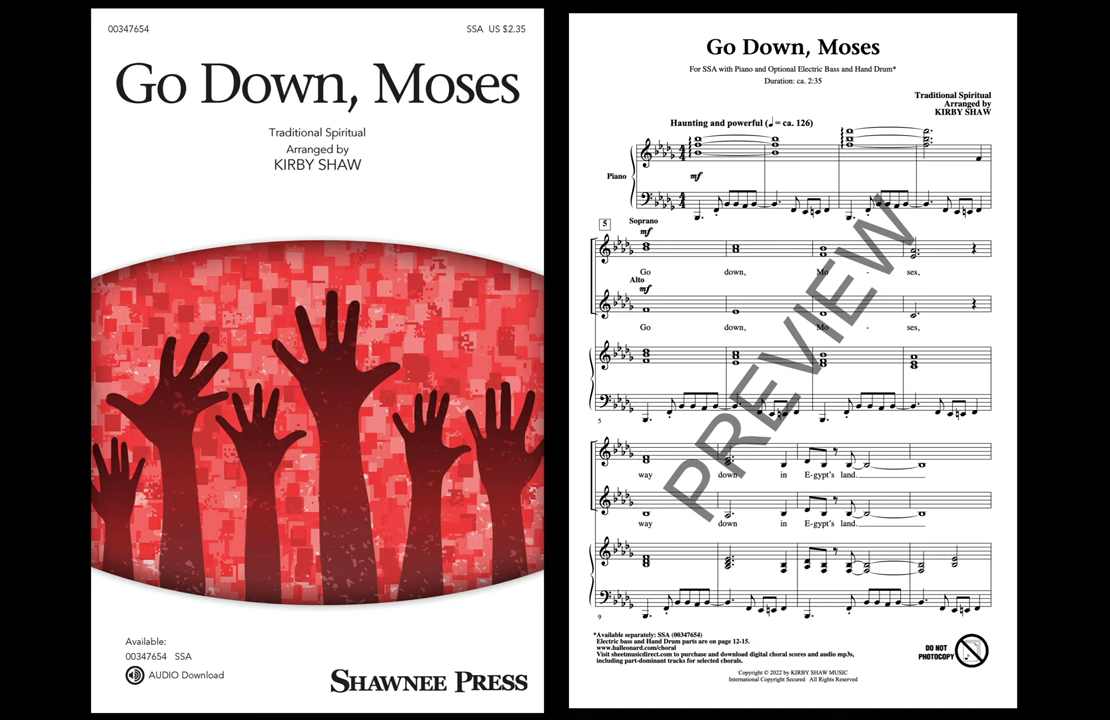 00347654
SSA US $2.35
Go Down, Moses
Traditional Spiritual
Arranged by
KIRBY SHAW
Available:
00347654 SSA
AUDIO Download
SHAWNEE PRESS
Go Down, Moses
For SSA with Piano and Optional Electric Bass and Hand Drum*
Duration: ca. 2:35
Traditional Spiritual
Arranged by
KIRBY SHAW
Haunting and powerful (♩ = ca. 126)
Piano
mf
5
Soprano
mf
Go down, Mo - ses,
Alto
mf
Go down, Mo - ses,
5
way down in E-gypt's land.
way down in E-gypt's land.
9
PREVIEW
*Available separately: SSA (00347654)
Electric bass and Hand Drum parts are on page 12-15.
www.halleonard.com/choral
Visit sheetmusicdirect.com to purchase and download digital choral scores and audio mp3s,
including part-dominant tracks for selected chorals.
DO NOT
PHOTOCOPY
Copyright © 2022 by KIRBY SHAW MUSIC
International Copyright Secured All Rights Reserved